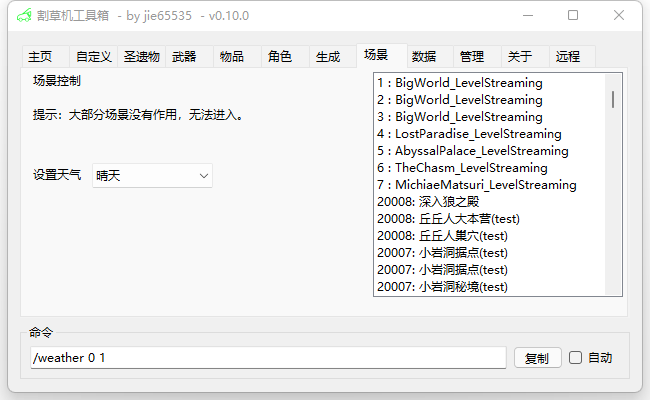 割草机工具箱 - by jie65535 - v0.10.0
主页 自定义 圣遗物 武器 物品 角色 生成 场景 数据 管理 关于 远程
场景控制
提示：大部分场景没有作用，无法进入。
设置天气 晴天
1 : BigWorld_LevelStreaming
2 : BigWorld_LevelStreaming
3 : BigWorld_LevelStreaming
4 : LostParadise_LevelStreaming
5 : AbyssalPalace_LevelStreaming
6 : TheChasm_LevelStreaming
7 : MichiaeMatsuri_LevelStreaming
20008: 深入狼之殿
20008: 丘丘人大本营(test)
20008: 丘丘人巢穴(test)
20007: 小岩洞据点(test)
20007: 小岩洞据点(test)
20007: 小岩洞秘境(test)
命令
/weather 0 1 复制 自动